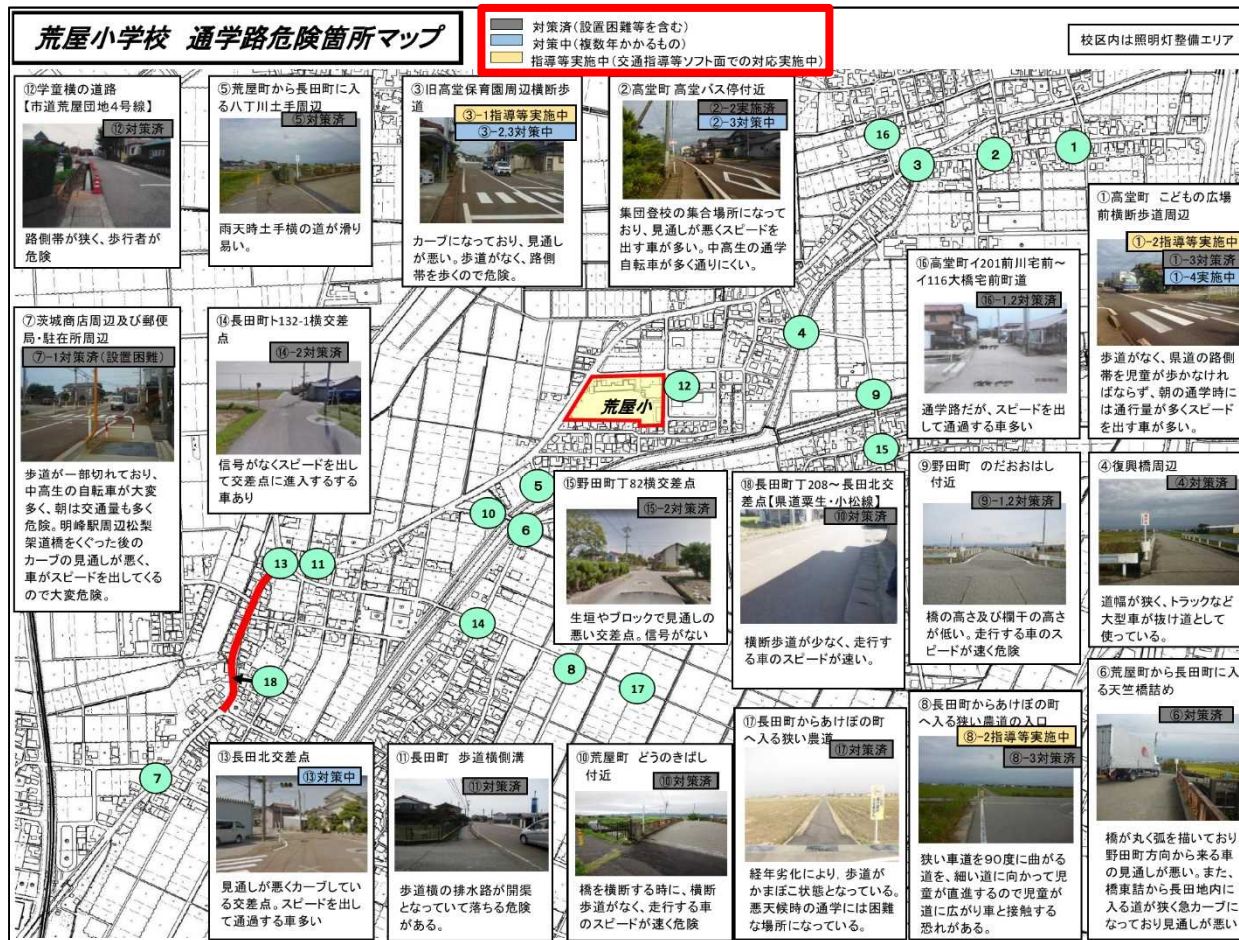 荒屋小学校 通学路危険箇所マップ
対策済(設置困難等を含む)
対策中(複数年かかるもの)
指導等実施中(交通指導等ソフト面での対応実施中)
校区内は照明灯整備エリア
⑫学童横の道路
【市道荒屋団地4号線】
⑫対策済
路側帯が狭く、歩行者が
危険
⑤荒屋町から長田町に入
る八丁川土手周辺
⑤対策済
雨天時土手横の道が滑り
易い。
③旧高堂保育園周辺横断歩
道
③-1指導等実施中
③-2,3対策中
カーブになっており、見通し
が悪い。歩道がなく、路側
帯を歩くので危険。
②高堂町 高堂バス停付近
②-2実施済
②-3対策中
集団登校の集合場所になって
おり、見通しが悪くスピードを
出す車が多い。中高生の通学
自転車が多く通りにくい。
16
3
2
1
①高堂町 こどもの広場
前横断歩道周辺
①-2指導等実施中
①-3対策済
①-4実施中
歩道がなく、県道の路側
帯を児童が歩かなけれ
ばならず、朝の通学時に
は通行量が多くスピード
を出す車が多い。
⑯高堂町イ201前川宅前～
イ116大橋宅前町道
⑯-1.2対策済
通学路だが、スピードを出
して通過する車多い
⑦茨城商店周辺及び郵便
局・駐在所周辺
⑦-1対策済(設置困難)
歩道が一部切れており、
中高生の自転車が大変
多く、朝は交通量も多く
危険。明峰駅周辺松梨
架道橋をくぐった後の
カーブの見通しが悪く、
車がスピードを出してくる
ので大変危険。
⑭長田町ト132-1横交差
点
⑭-2対策済
信号がなくスピードを出し
て交差点に進入するする
車あり
4
荒屋小
12
9
15
5
10
6
13
11
14
8
17
18
7
⑮野田町丁82横交差点
⑮-2対策済
生垣やブロックで見通しの
悪い交差点。信号がない
⑱長田町丁208～長田北交
差点【県道粟生・小松線】
⑩対策済
横断歩道が少なく、走行す
る車のスピードが速い。
⑨野田町 のだおおはし
付近
⑨-1.2対策済
橋の高さ及び欄干の高さ
が低い。走行する車のス
ピードが速く危険
④復興橋周辺
④対策済
道幅が狭く、トラックなど
大型車が抜け道として
使っている。
⑬長田北交差点
⑬対策中
見通しが悪くカーブしてい
る交差点。スピードを出し
て通過する車多い
⑪長田町 歩道横側溝
⑪対策済
歩道横の排水路が開渠
となっていて落ちる危険
がある。
⑩荒屋町 どうのきばし
付近
⑩対策済
橋を横断する時に、横断
歩道がなく、走行する車
のスピードが速く危険
⑰長田町からあけぼの町
へ入る狭い農道
⑰対策済
経年劣化により、歩道が
かまぼこ状態となっている。
悪天候時の通学には困難
な場所になっている。
⑧長田町からあけぼの町
へ入る狭い農道の入口
⑧-2指導等実施中
⑧-3対策済
狭い車道を90度に曲がる
道を、細い道に向かって児
童が直進するので児童が
道に広がり車と接触する
恐れがある。
⑥荒屋町から長田町に入
る天竺橋詰め
⑥対策済
橋が丸く弧を描いており
野田町方向から来る車
の見通しが悪い。また、
橋東詰から長田地内に
入る道が狭く急カーブに
なっており見通しが悪い